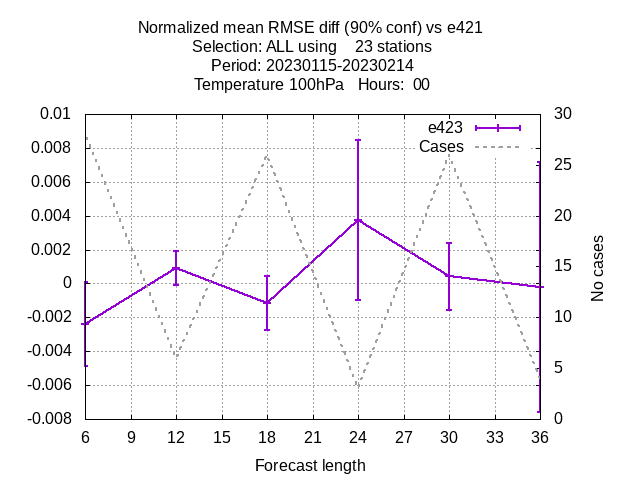 Normalized mean RMSE diff (90% conf) vs e421
Selection: ALL using    23 stations
Period: 20230115-20230214
Temperature 100hPa   Hours:  00
0.01
0.008
0.006
0.004
0.002
0
-0.002
-0.004
-0.006
-0.008
30
25
20
15
10
5
0
e423
Cases
No cases
6 9 12 15 18 21 24 27 30 33 36
Forecast length